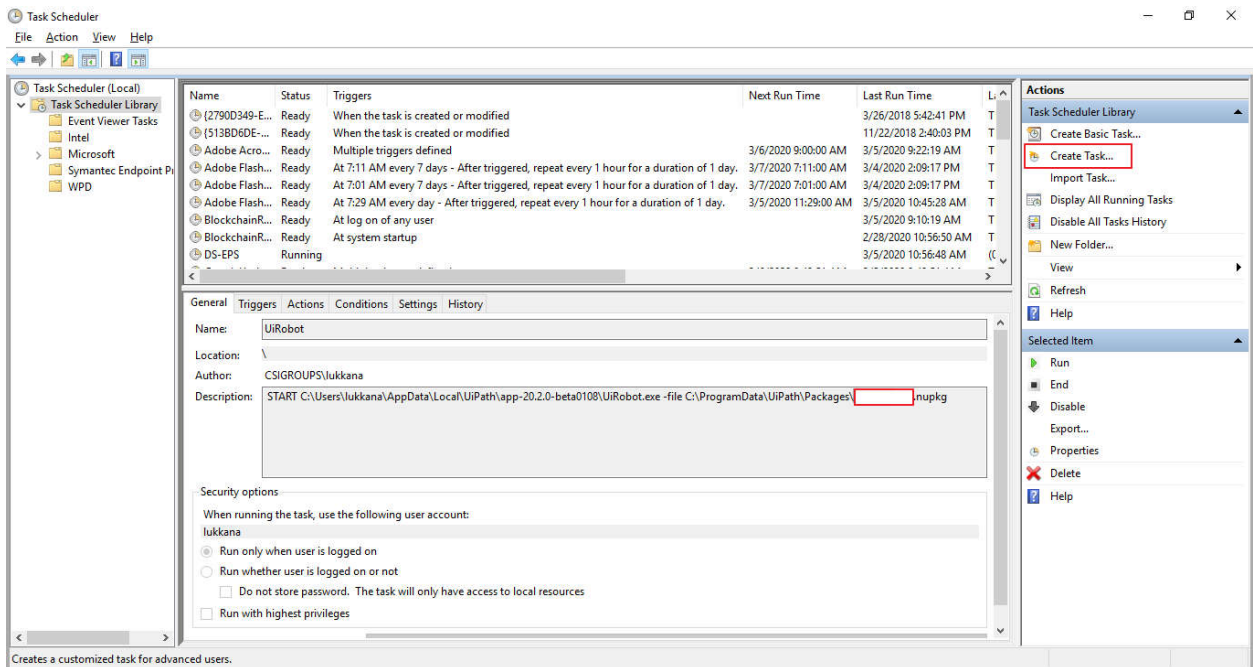 Task Scheduler
File Action View Help
Task Scheduler (Local)
Task Scheduler Library
Event Viewer Tasks
Intel
Microsoft
Symantec Endpoint Pr
WPD
Name Status Triggers Next Run Time Last Run Time
{2790D349-E... Ready When the task is created or modified 3/26/2018 5:42:41 PM T
{513BD6DE-... Ready When the task is created or modified 11/22/2018 2:40:03 PM T
Adobe Acro... Ready Multiple triggers defined 3/6/2020 9:00:00 AM 3/5/2020 9:22:19 AM T
Adobe Flash... Ready At 7:11 AM every 7 days - After triggered, repeat every 1 hour for a duration of 1 day. 3/7/2020 7:11:00 AM 3/4/2020 2:09:17 PM T
Adobe Flash... Ready At 7:01 AM every 7 days - After triggered, repeat every 1 hour for a duration of 1 day. 3/7/2020 7:01:00 AM 3/4/2020 2:09:17 PM T
Adobe Flash... Ready At 7:29 AM every day - After triggered, repeat every 1 hour for a duration of 1 day. 3/5/2020 11:29:00 AM 3/5/2020 10:45:28 AM T
BlockchainR... Ready At log on of any user 3/5/2020 9:10:19 AM T
BlockchainR... Ready At system startup 2/28/2020 10:56:50 AM T
DS-EPS Running 3/5/2020 10:56:48 AM (0
General Triggers Actions Conditions Settings History
Name: UiRobot
Location: \
Author: CSIGROUPS\lukkana
Description: START C:\Users\lukkana\AppData\Local\UiPath\app-20.2.0-beta0108\UiRobot.exe -file C:\ProgramData\UiPath\Packages\ .nupkg
Security options
When running the task, use the following user account:
lukkana
Run only when user is logged on
Run whether user is logged on or not
Do not store password. The task will only have access to local resources
Run with highest privileges
Actions
Task Scheduler Library
Create Basic Task...
Create Task...
Import Task...
Display All Running Tasks
Disable All Tasks History
New Folder...
View
Refresh
Help
Selected Item
Run
End
Disable
Export...
Properties
Delete
Help
Creates a customized task for advanced users.